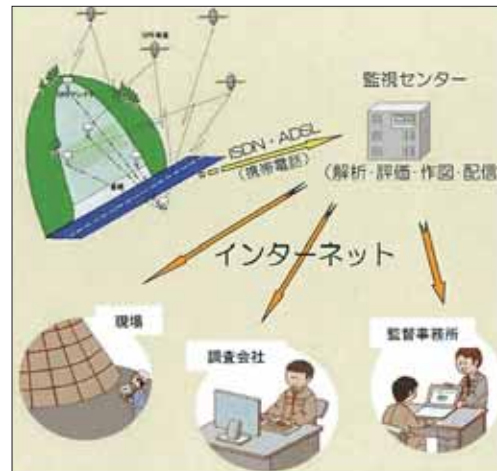 監視センター
ISDN・ADSL
(携帯電話)
(解析・評価・作図・配信
インターネット
現場
調査会社
監督事務所